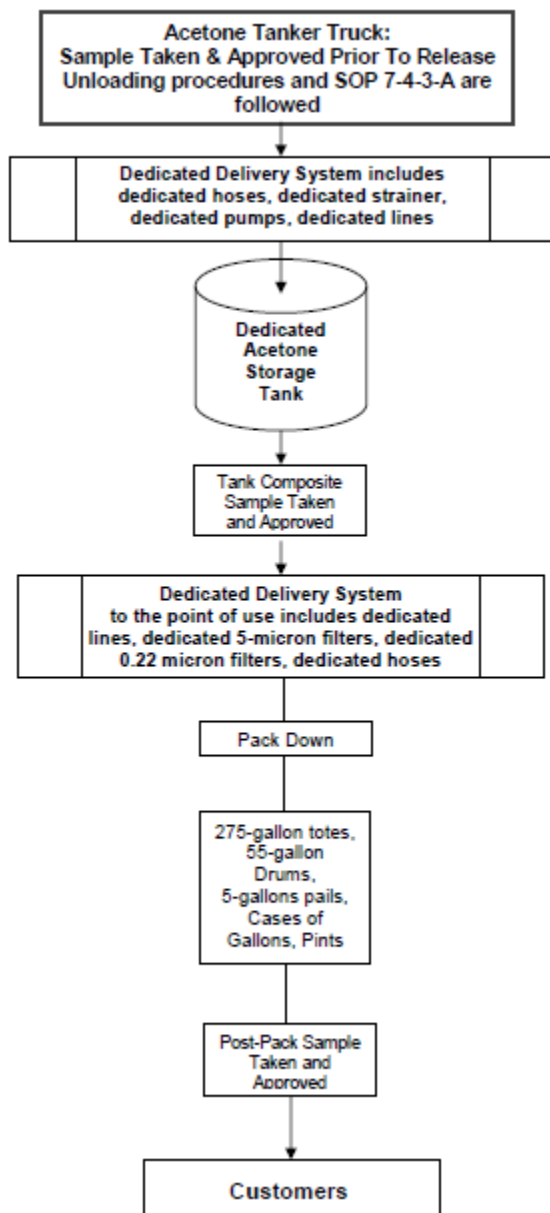 Acetone Tanker Truck:
Sample Taken & Approved Prior To Release
Unloading procedures and SOP 7-4-3-A are
followed
Dedicated Delivery System includes
dedicated hoses, dedicated strainer,
dedicated pumps, dedicated lines
Dedicated
Acetone
Storage
Tank
Tank Composite
Sample Taken
and Approved
Dedicated Delivery System
to the point of use includes dedicated
lines, dedicated 5-micron filters, dedicated
0.22 micron filters, dedicated hoses
Pack Down
275-gallon totes,
55-gallon
Drums,
5-gallons pails,
Cases of
Gallons, Pints
Post-Pack Sample
Taken and
Approved
Customers